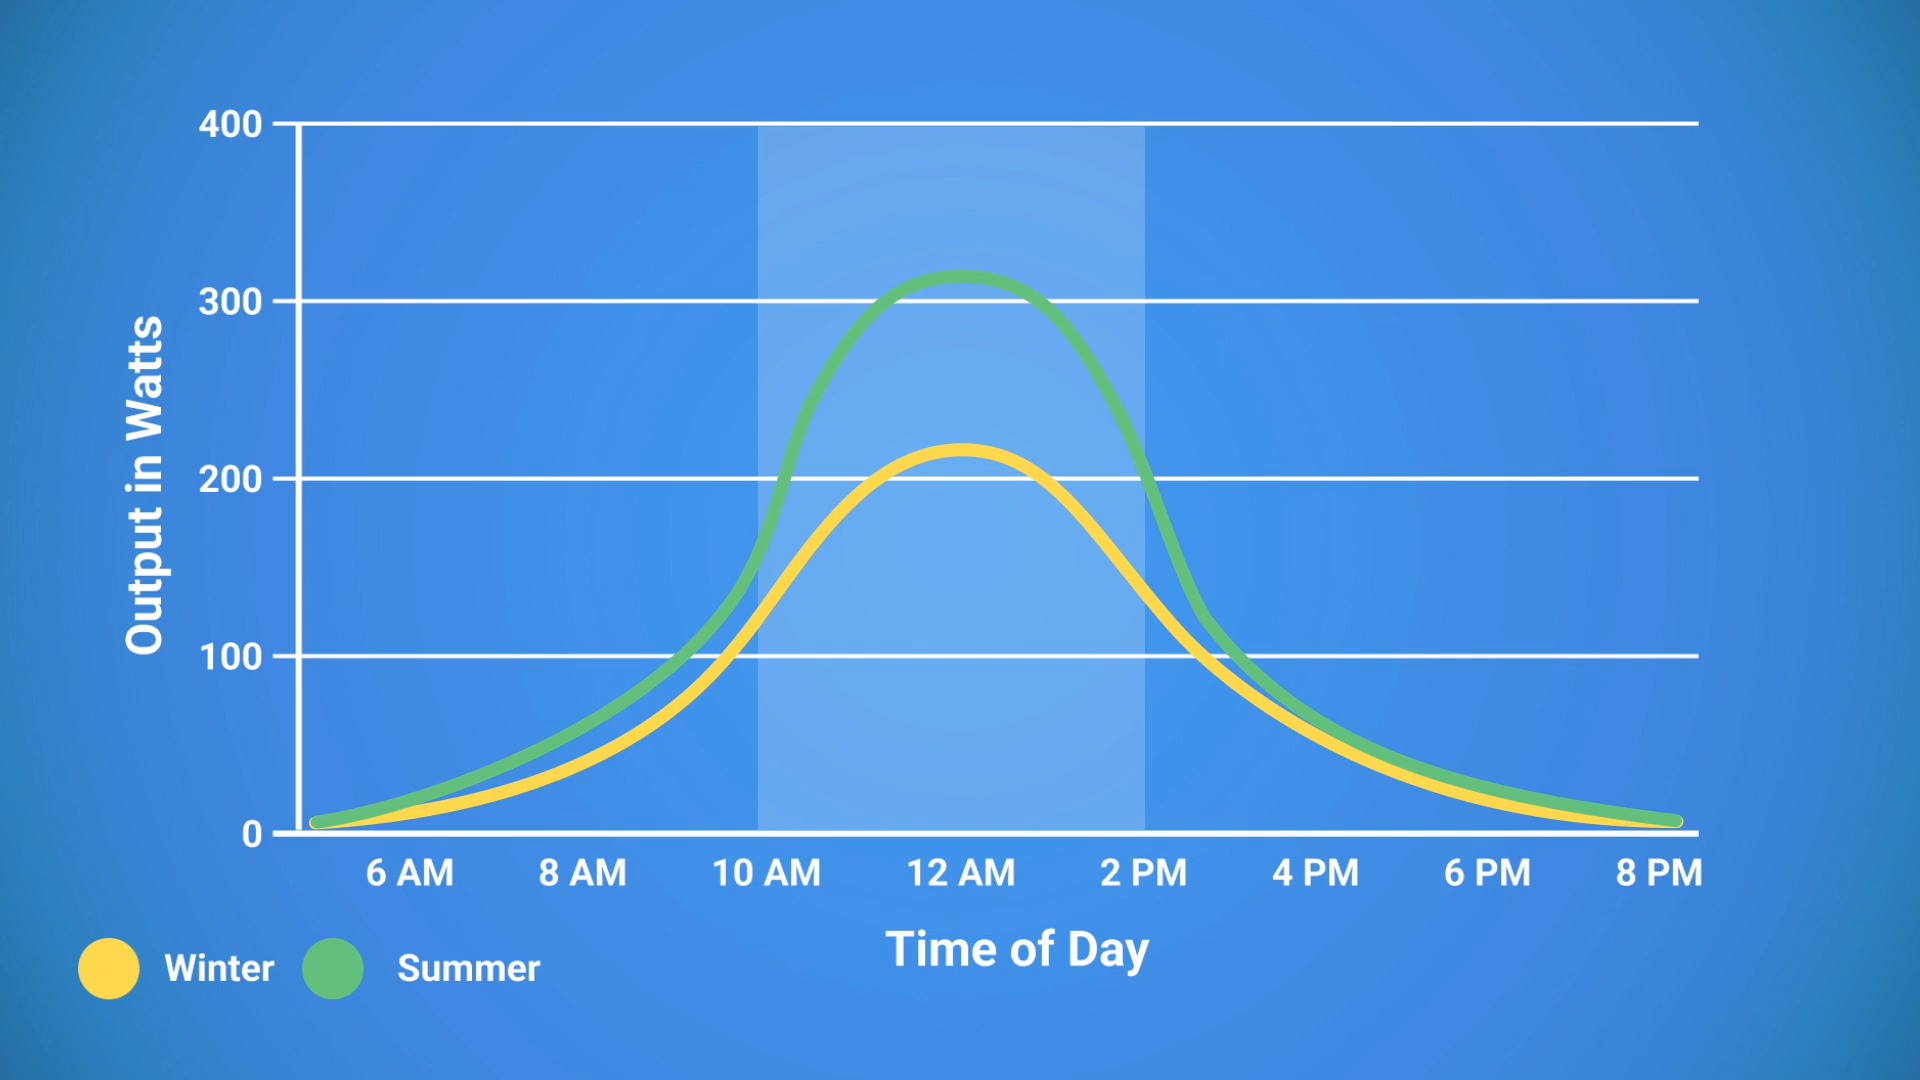 400
300
200
100
0
Output in Watts
6 AM 8 AM 10 AM 12 AM 2 PM 4 PM 6 PM 8 PM
Time of Day
Winter Summer